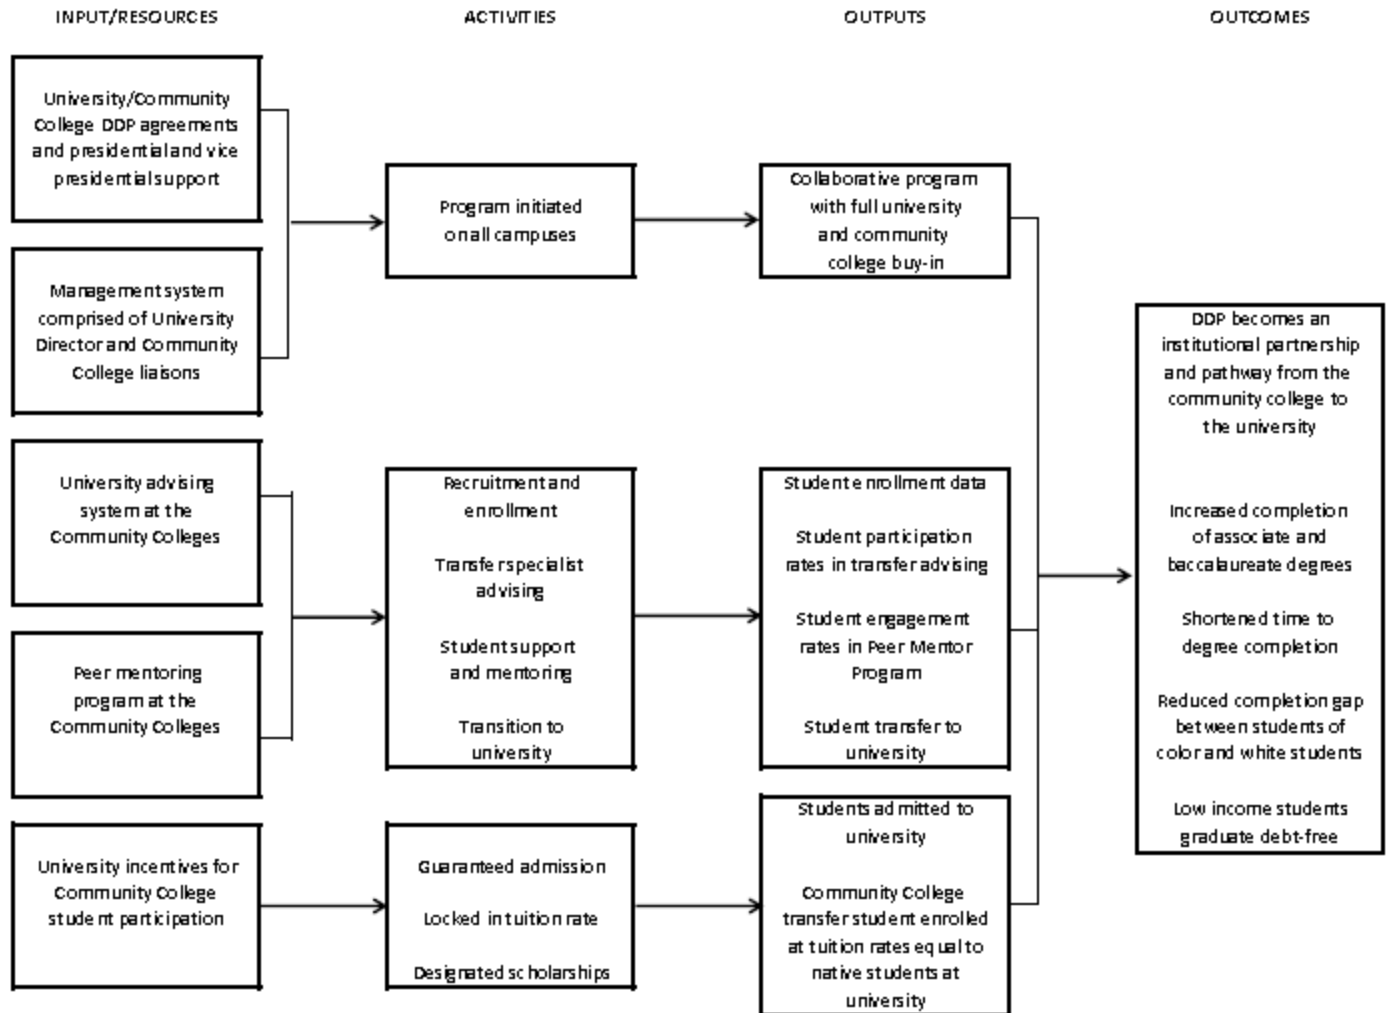 INPUT/RESOURCES
ACTIVITIES
OUTPUTS
OUTCOMES
University/Community
College DDP agreements
and presidential and vice
presidential support
Management system
comprised of University
Director and Community
College liaisons
University advising
system at the
Community Colleges
Peer mentoring
program at the
Community Colleges
University incentives for
Community College
student participation
Program initiated
on all campuses
Recruitment and
enrollment
Transfer specialist
advising
Student support
and mentoring
Transition to
university
Guaranteed admission
Locked in tuition rate
Designated scholarships
Collaborative program
with full university
and community
college buy-in
Student enrollment data
Student participation
rates in transfer advising
Student engagement
rates in Peer Mentor
Program
Student transfer to
university
Students admitted to
university
Community College
transfer student enrolled
at tuition rates equal to
native students at
university
DDP becomes an
institutional partnership
and pathway from the
community college to
the university
Increased completion
of associate and
baccalaureate degrees
Shortened time to
degree completion
Reduced completion gap
between students of
color and white students
Low income students
graduate debt-free